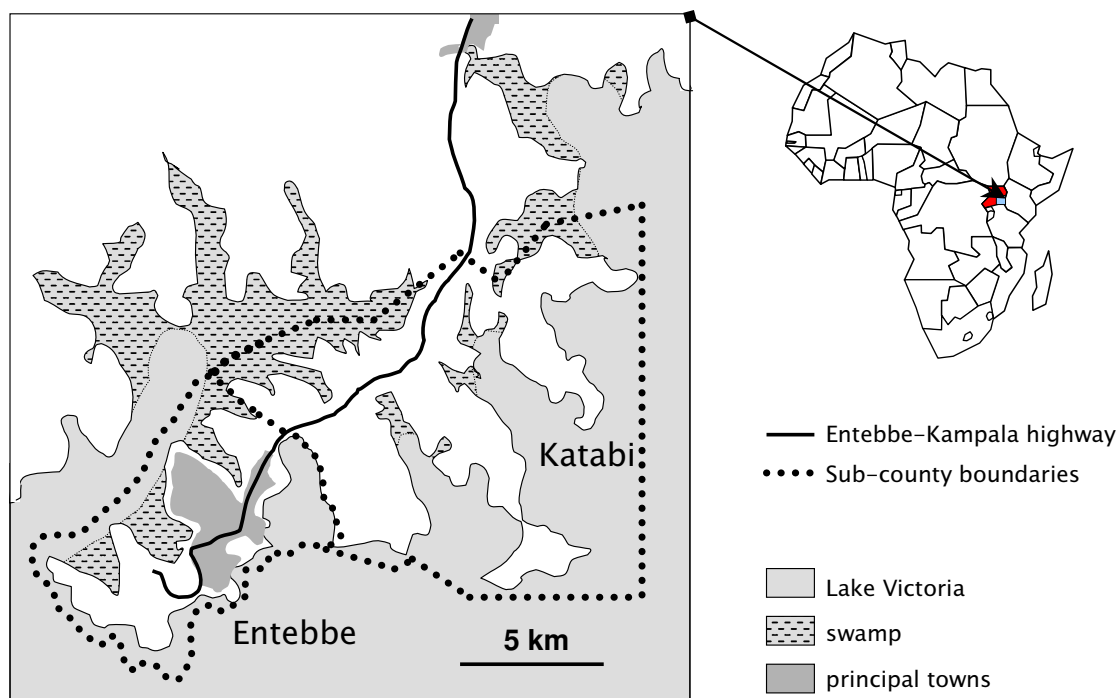 Katabi
Entebbe
5 km
Entebbe–Kampala highway
Sub-county boundaries
Lake Victoria
swamp
principal towns